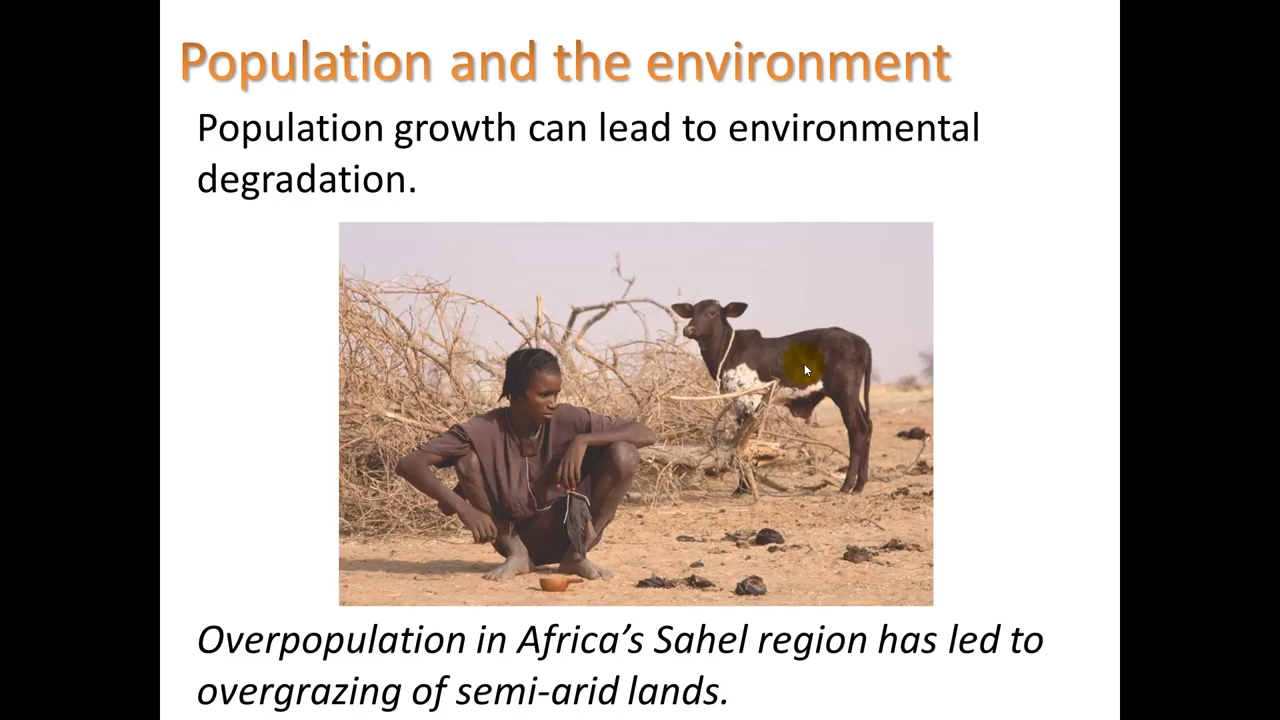 Population and the environment
Population growth can lead to environmental
degradation.
Overpopulation in Africa’s Sahel region has led to
overgrazing of semi-arid lands.